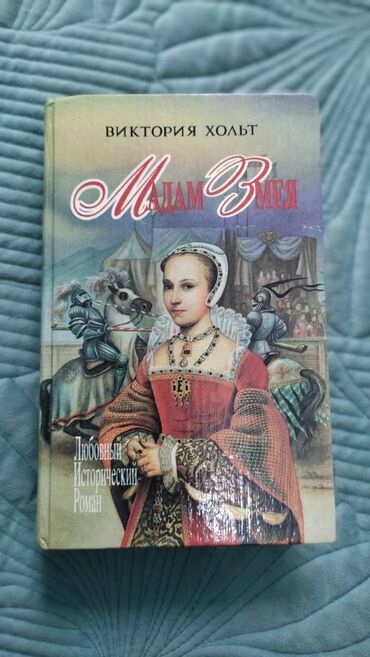 ВИКТОРИЯ ХОЛЬТ
МАДАМ ЗМЕЯ
Любовный
Исторический
Роман